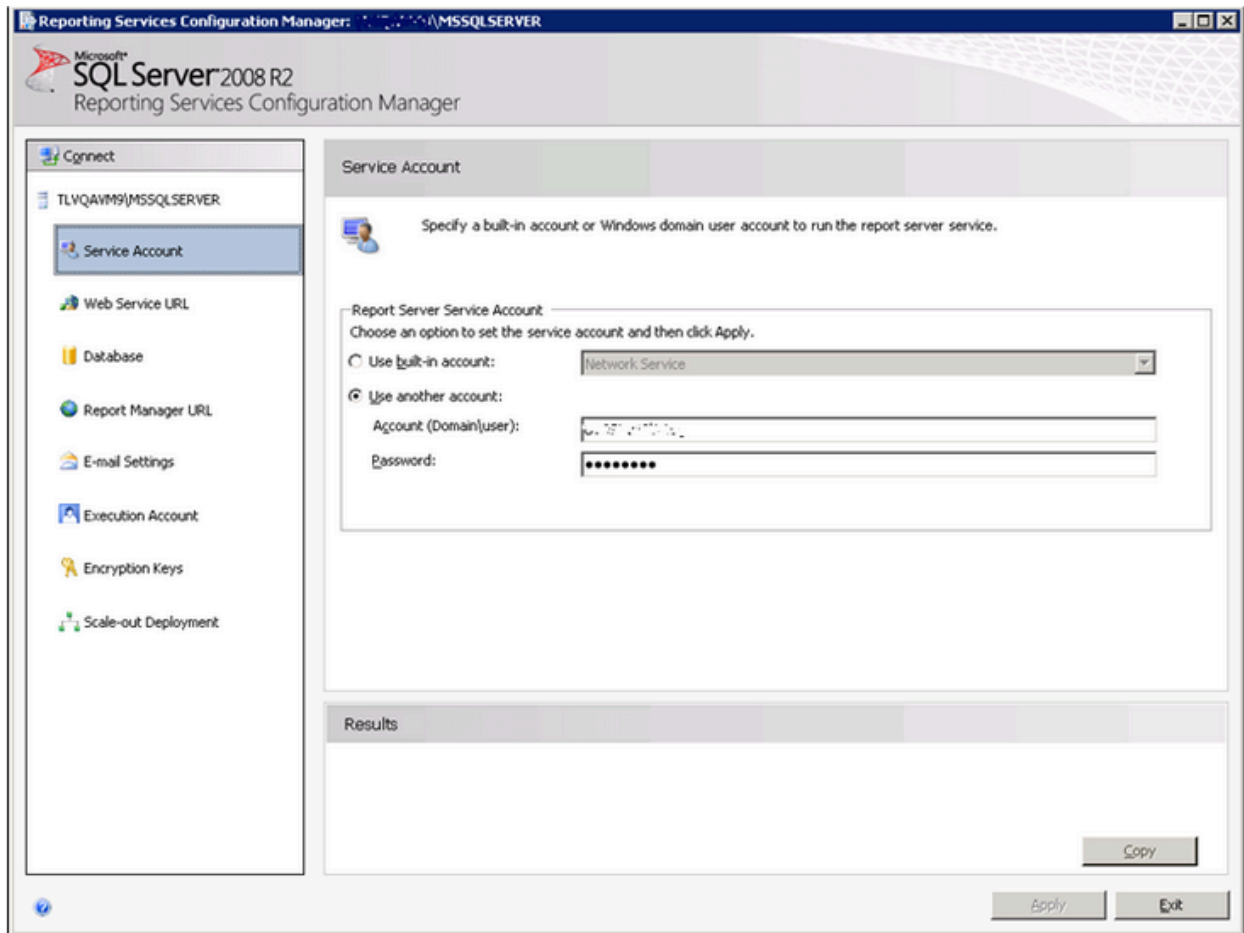 Reporting Services Configuration Manager: \MSSQLSERVER
Microsoft®
SQL Server 2008 R2
Reporting Services Configuration Manager
Connect
TLVQAVM9\MSSQLSERVER
Service Account
Web Service URL
Database
Report Manager URL
E-mail Settings
Execution Account
Encryption Keys
Scale-out Deployment
Service Account
Specify a built-in account or Windows domain user account to run the report server service.
Report Server Service Account
Choose an option to set the service account and then click Apply.
Use built-in account:
Network Service
Use another account:
Account (Domain\user):
Password:
••••••••
Results
Copy
Apply
Exit